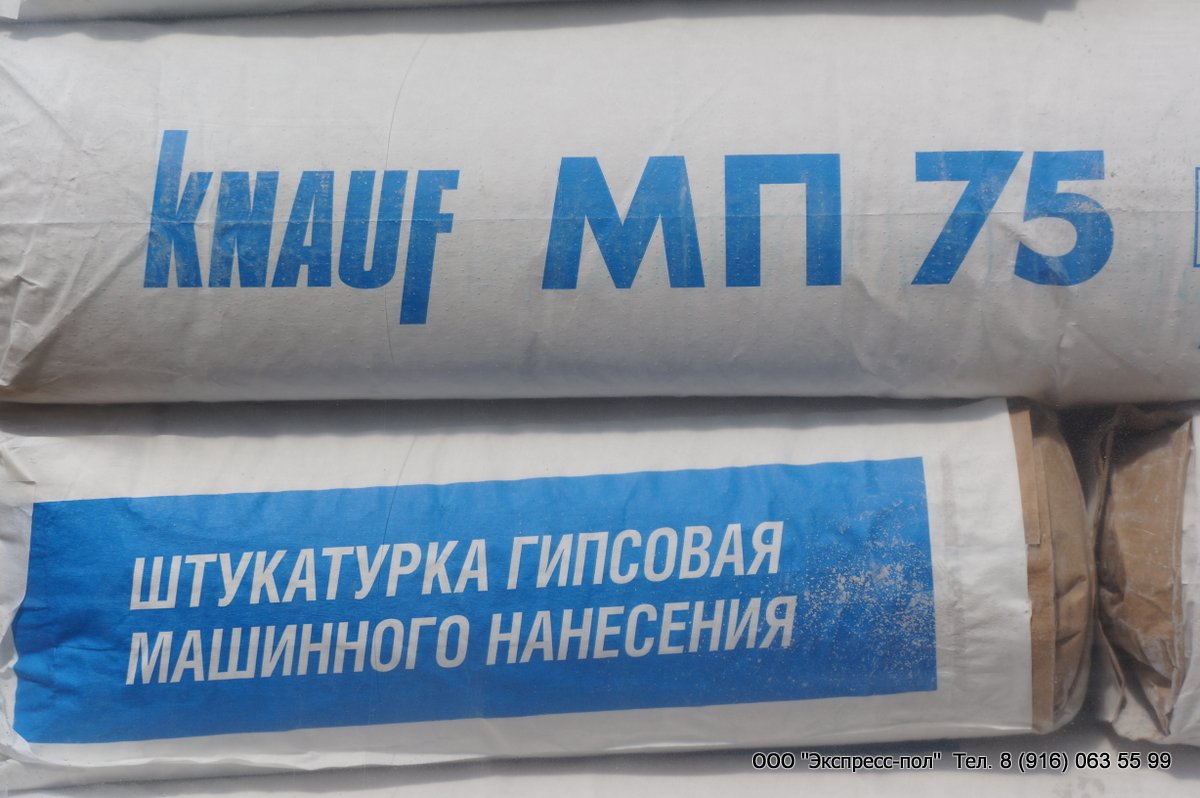 KNAUF МП 75
ШТУКАТУРКА ГИПСОВАЯ
МАШИННОГО НАНЕСЕНИЯ
ООО "Экспресс-пол" Тел. 8 (916) 063 55 99